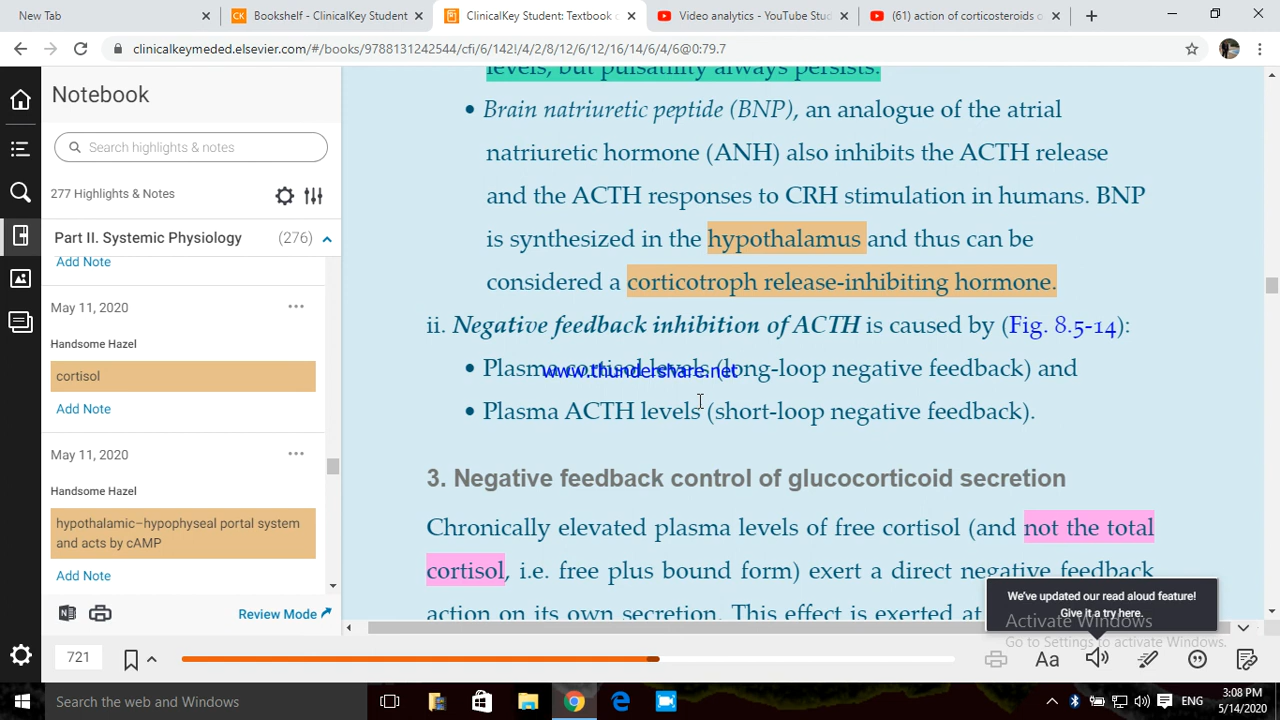 New Tab
Bookshelf - ClinicalKey Student
ClinicalKey Student: Textbook
Video analytics - YouTube Stud
(61) action of corticosteroids o
clinicalkeymeded.elsevier.com/#/books/9788131242544/cfi/6/142!/4/2/8/12/6/12/16/14/6/4/6@0:79.7
Notebook
Search highlights & notes
277 Highlights & Notes
Part II. Systemic Physiology (276)
Add Note
May 11, 2020
Handsome Hazel
cortisol
Add Note
May 11, 2020
Handsome Hazel
hypothalamic–hypophyseal portal system
and acts by cAMP
Add Note
Review Mode
levels, but pulsatility always persists.
• Brain natriuretic peptide (BNP), an analogue of the atrial
natriuretic hormone (ANH) also inhibits the ACTH release
and the ACTH responses to CRH stimulation in humans. BNP
is synthesized in the hypothalamus and thus can be
considered a corticotroph release-inhibiting hormone.
ii. Negative feedback inhibition of ACTH is caused by (Fig. 8.5-14):
• Plasma cortisol levels (long-loop negative feedback) and
www.thundershare.net
• Plasma ACTH levels (short-loop negative feedback).
3. Negative feedback control of glucocorticoid secretion
Chronically elevated plasma levels of free cortisol (and not the total
cortisol, i.e. free plus bound form) exert a direct negative feedback
action on its own secretion. This effect is exerted at
We've updated our read aloud feature!
Give it a try here.
Activate Windows
Go to Settings to activate Windows.
721
Aa
Search the web and Windows
ENG
3:08 PM
5/14/2020